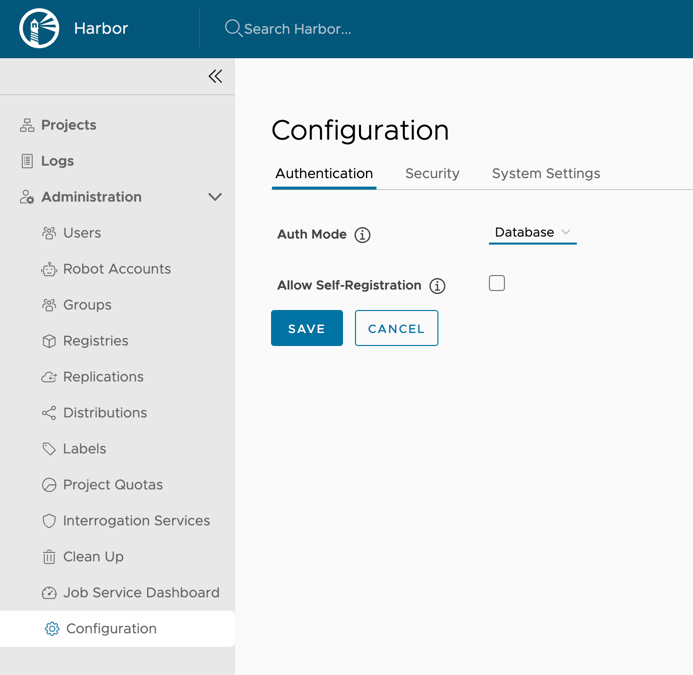 Harbor
Search Harbor...
Projects
Logs
Administration
Users
Robot Accounts
Groups
Registries
Replications
Distributions
Labels
Project Quotas
Interrogation Services
Clean Up
Job Service Dashboard
Configuration
Configuration
Authentication Security System Settings
Auth Mode Database
Allow Self-Registration
SAVE CANCEL